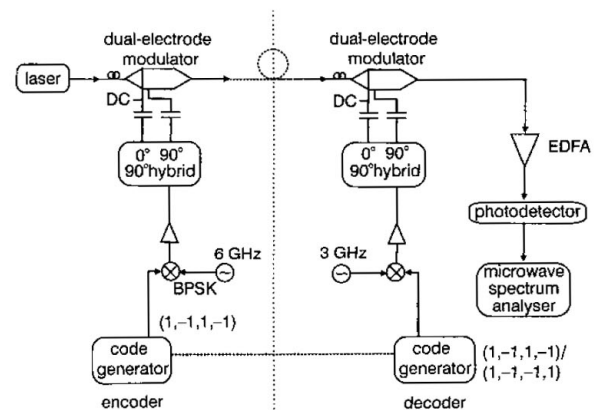 dual-electrode
modulator
dual-electrode
modulator
laser
DC
DC
0° 90°
90°hybrid
0° 90°
90°hybrid
EDFA
photodetector
6 GHz
3 GHz
BPSK
microwave
spectrum
analyser
(1,−1,1,−1)
code
generator
code
generator
(1,−1,1,−1)/
(1,−1,−1,1)
encoder
decoder